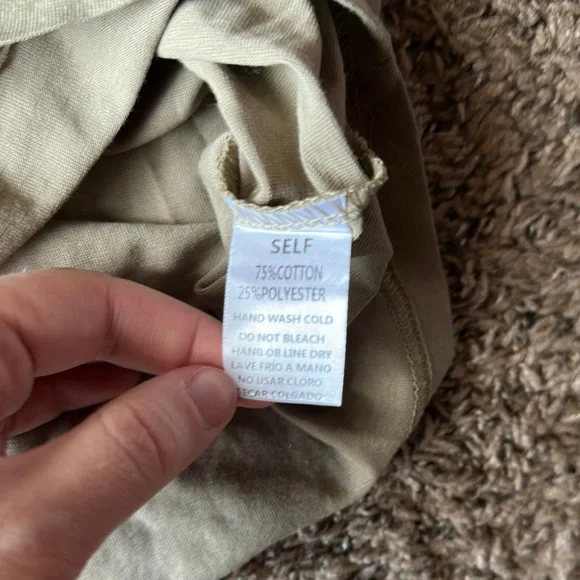 SELF
75%COTTON
25%POLYESTER
HAND WASH COLD
DO NOT BLEACH
HANG OR LINE DRY
LAVE FRIO A MANO
NO USAR CLORO
COLGADO